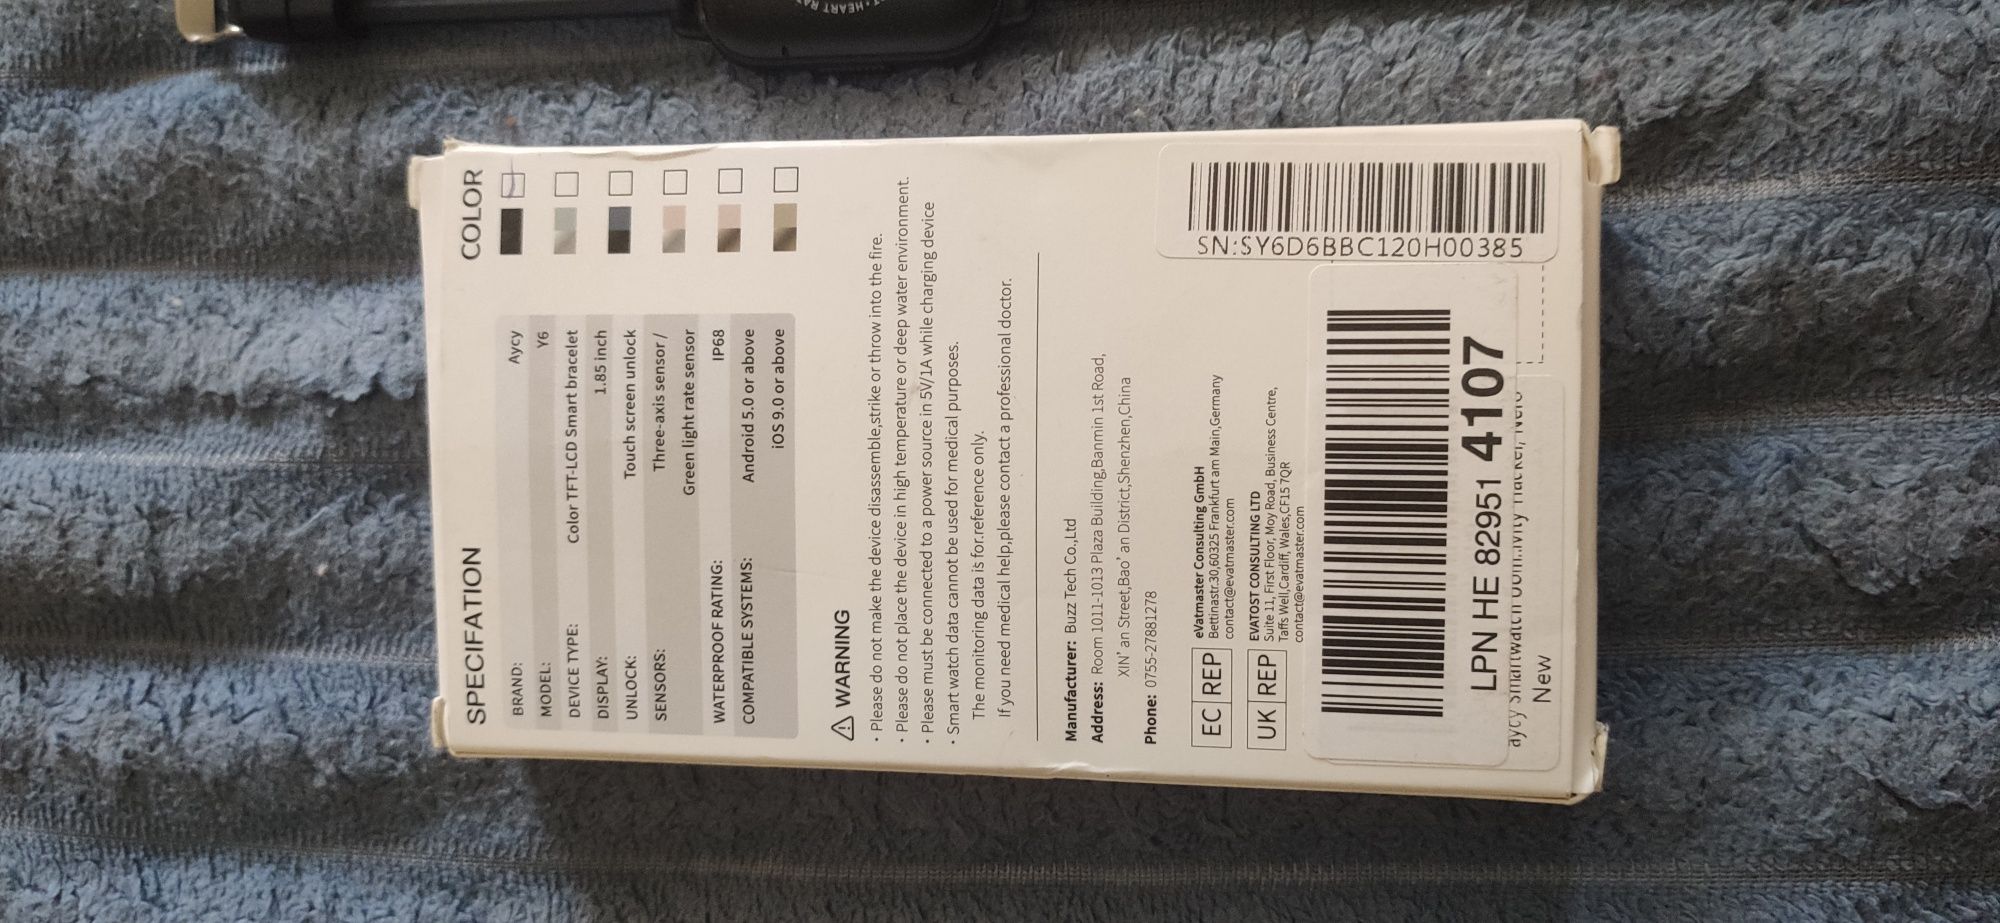 HEART RA
SPECIFATION
COLOR
BRAND: Aycy
MODEL: Y6
DEVICE TYPE: Color TFT-LCD Smart bracelet
DISPLAY: 1.85 inch
UNLOCK: Touch screen unlock
SENSORS: Three-axis sensor /
Green light rate sensor
WATERPROOF RATING: IP68
COMPATIBLE SYSTEMS: Android 5.0 or above
iOS 9.0 or above
WARNING
• Please do not make the device disassemble,strike or throw into the fire.
• Please do not place the device in high temperature or deep water environment.
• Please must be connected to a power source in 5V/1A while charging device
• Smart watch data cannot be used for medical purposes.
The monitoring data is for.reference only.
If you need medical help,please contact a professional doctor.
Manufacturer: Buzz Tech Co.,Ltd
Address: Room 1011-1013 Plaza Building,Banmin 1st Road,
XIN' an Street,Bao' an District,Shenzhen,China
Phone: 0755-27881278
EC REP
eVatmaster Consulting GmbH
Bettinastr.30,60325 Frankfurt am Main,Germany
contact@evatmaster.com
UK REP
EVATOST CONSULTING LTD
Suite 11, First Floor, Moy Road, Business Centre,
Taffs Well,Cardiff, Wales,CF15 7QR
contact@evatmaster.com
SN:SY6D6BBC120H00385
LPN HE 82951 4107
aycy Smartwatch
New